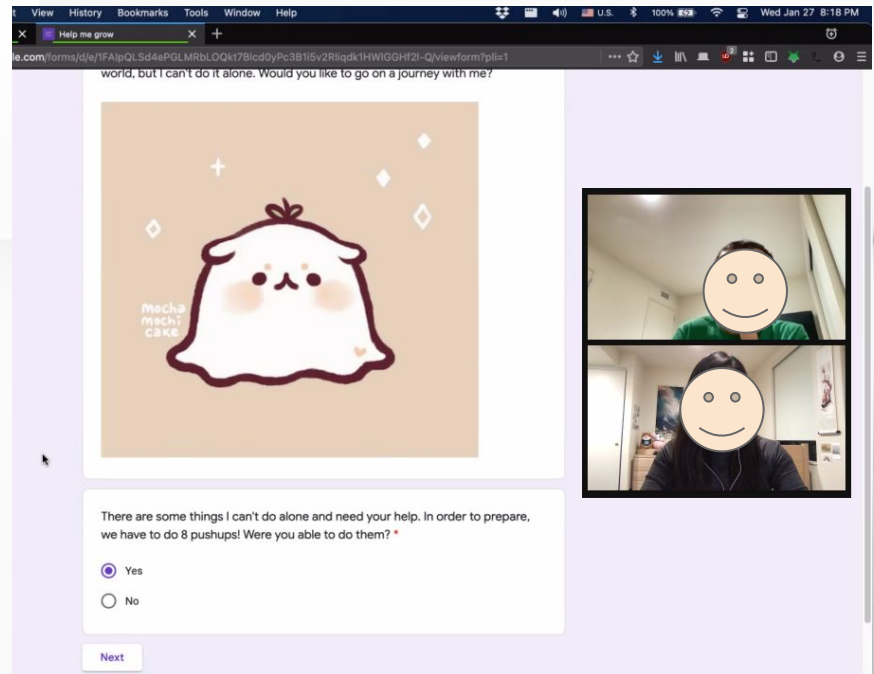 View History Bookmarks Tools Window Help U.S. 100% Wed Jan 27 8:18 PM
Help me grow
world, but I can't do it alone. Would you like to go on a journey with me?
mocha
mochi
cake
There are some things I can't do alone and need your help. In order to prepare,
we have to do 8 pushups! Were you able to do them? *
Yes
No
Next